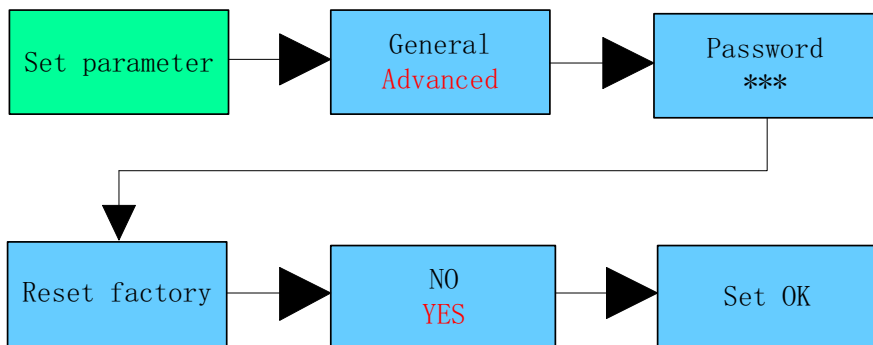 Set parameter
General
Advanced
Password
***
Reset factory
NO
YES
Set OK